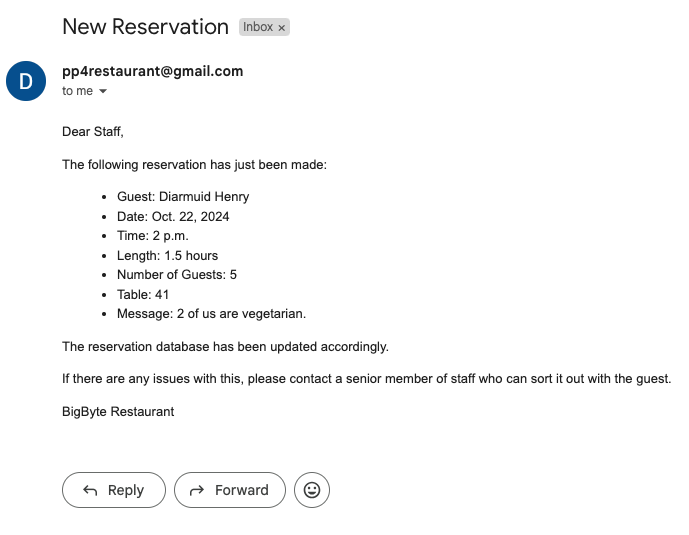 New Reservation Inbox ×
D
pp4restaurant@gmail.com
to me
Dear Staff,
The following reservation has just been made:
• Guest: Diarmuid Henry
• Date: Oct. 22, 2024
• Time: 2 p.m.
• Length: 1.5 hours
• Number of Guests: 5
• Table: 41
• Message: 2 of us are vegetarian.
The reservation database has been updated accordingly.
If there are any issues with this, please contact a senior member of staff who can sort it out with the guest.
BigByte Restaurant
Reply Forward